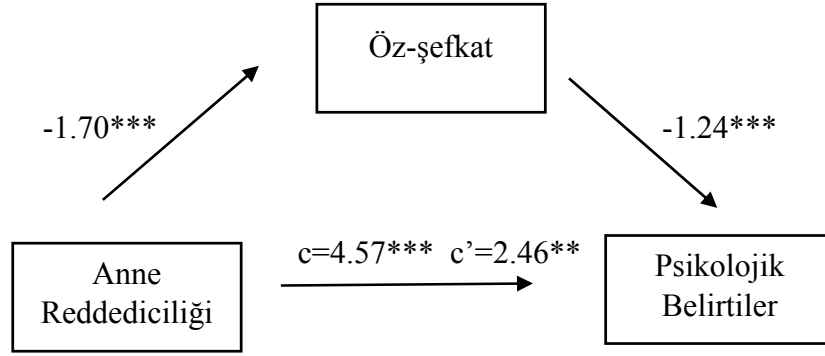 Öz-şefkat
-1.70***
-1.24***
c=4.57*** c’=2.46**
Anne
Reddediciliği
Psikolojik
Belirtiler